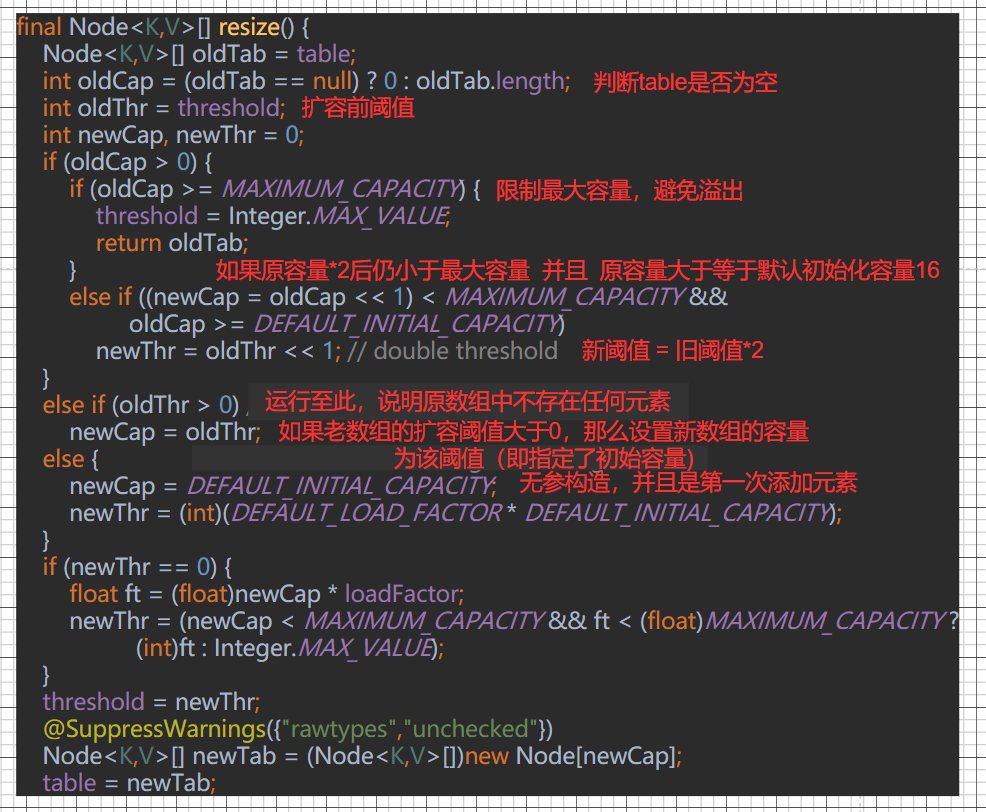 final Node<K,V>[] resize() {
Node<K,V>[] oldTab = table;
int oldCap = (oldTab == null) ? 0 : oldTab.length; 判断table是否为空
int oldThr = threshold; 扩容前阈值
int newCap, newThr = 0;
if (oldCap > 0) {
if (oldCap >= MAXIMUM_CAPACITY) { 限制最大容量，避免溢出
threshold = Integer.MAX_VALUE;
return oldTab;
} 如果原容量*2后仍小于最大容量 并且 原容量大于等于默认初始化容量16
else if ((newCap = oldCap << 1) < MAXIMUM_CAPACITY &&
oldCap >= DEFAULT_INITIAL_CAPACITY)
newThr = oldThr << 1; // double threshold 新阈值 = 旧阈值*2
}
else if (oldThr > 0) / 运行至此，说明原数组中不存在任何元素
newCap = oldThr; 如果老数组的扩容阈值大于0，那么设置新数组的容量
else { 为该阈值（即指定了初始容量)
newCap = DEFAULT_INITIAL_CAPACITY; 无参构造，并且是第一次添加元素
newThr = (int)(DEFAULT_LOAD_FACTOR * DEFAULT_INITIAL_CAPACITY);
}
if (newThr == 0) {
float ft = (float)newCap * loadFactor;
newThr = (newCap < MAXIMUM_CAPACITY && ft < (float)MAXIMUM_CAPACITY ?
(int)ft : Integer.MAX_VALUE);
}
threshold = newThr;
@SuppressWarnings({"rawtypes","unchecked"})
Node<K,V>[] newTab = (Node<K,V>[])new Node[newCap];
table = newTab;